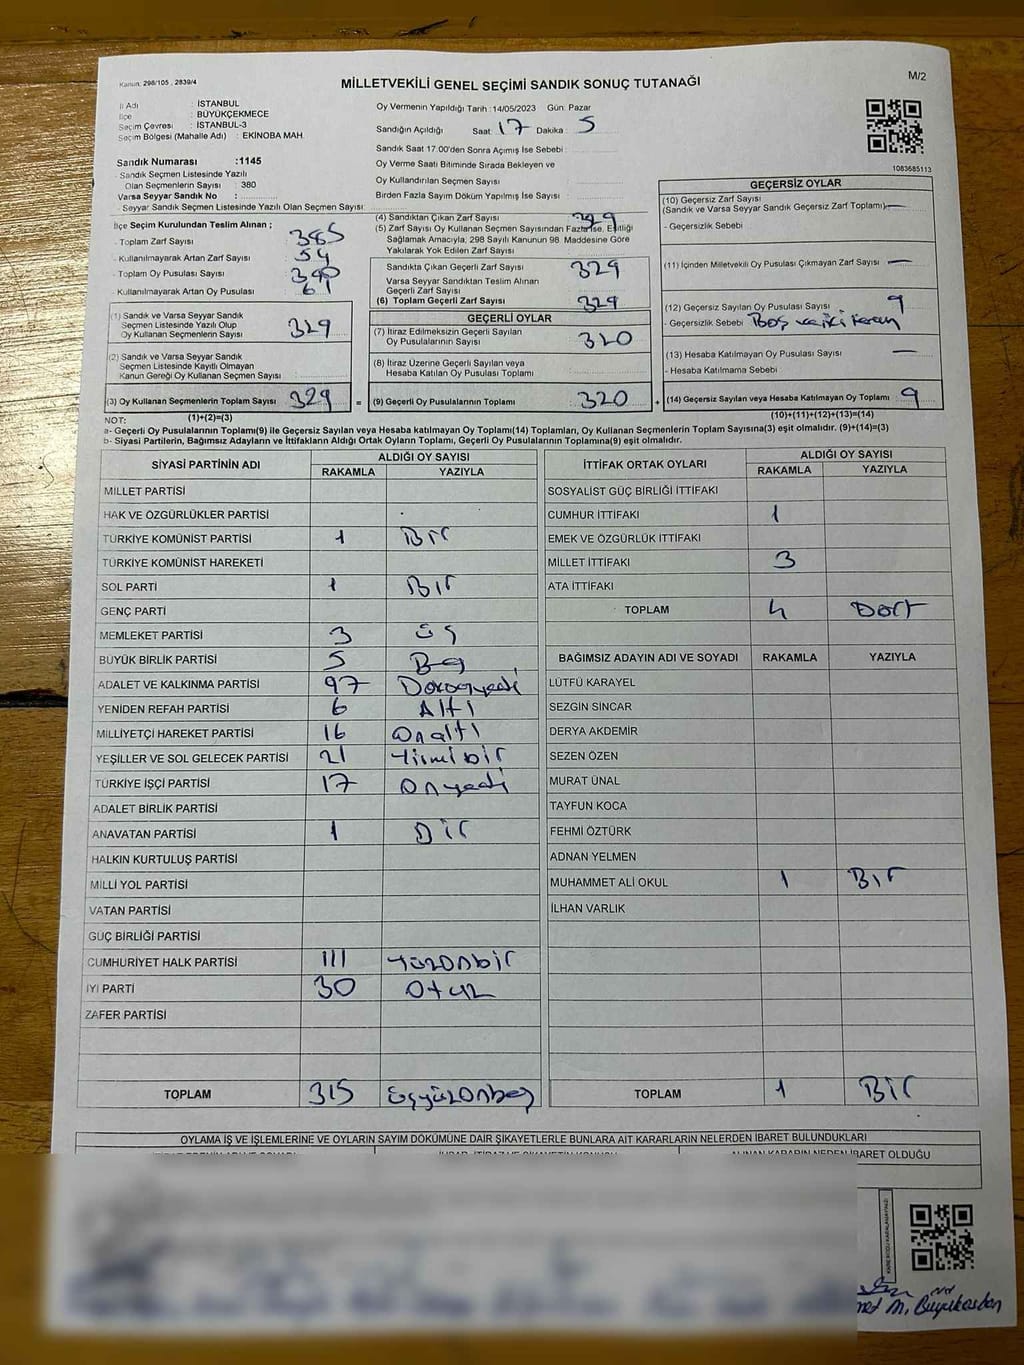 Kanun: 298/105 , 2839/4
MİLLETVEKİLİ GENEL SEÇİMİ SANDIK SONUÇ TUTANAĞI
M/2
İl Adı : İSTANBUL
İlçe : BÜYÜKÇEKMECE
Seçim Çevresi : İSTANBUL-3
Seçim Bölgesi (Mahalle Adı) : EKİNOBA MAH.
Oy Vermenin Yapıldığı Tarih :14/05/2023 Gün: Pazar
Sandığın Açıldığı Saat 17 Dakika : 5
Sandık Saat 17.00'den Sonra Açımış İse Sebebi :
Oy Verme Saati Bitiminde Sırada Bekleyen ve
Oy Kullandırılan Seçmen Sayısı
Birden Fazla Sayım Döküm Yapılmış İse Sayısı
1083685113
Sandık Numarası :1145
- Sandık Seçmen Listesinde Yazılı
Olan Seçmenlerin Sayısı : 380
Varsa Seyyar Sandık No :
- Seyyar Sandık Seçmen Listesinde Yazılı Olan Seçmen Sayısı:
İlçe Seçim Kurulundan Teslim Alınan ;
- Toplam Zarf Sayısı : 385
- Kullanılmayarak Artan Zarf Sayısı : 54
- Toplam Oy Pusulası Sayısı :
- Kullanılmayarak Artan Oy Pusulası : 61
(1) Sandık ve Varsa Seyyar Sandık
Seçmen Listesinde Yazılı Olup
Oy Kullanan Seçmenlerin Sayısı : 329
(2) Sandık ve Varsa Seyyar Sandık
Seçmen Listesinde Kayıtlı Olmayan
Kanun Gereği Oy Kullanan Seçmen Sayısı :
(3) Oy Kullanan Seçmenlerin Toplam Sayısı 329 =
(1)+(2)=(3)
(4) Sandıktan Çıkan Zarf Sayısı 329
(5) Zarf Sayısı Oy Kullanan Seçmen Sayısından Fazla İse, Eşitliği
Sağlamak Amacıyla, 298 Sayılı Kanunun 98. Maddesine Göre
Yakılarak Yok Edilen Zarf Sayısı
Sandıkta Çıkan Geçerli Zarf Sayısı 329
Varsa Seyyar Sandıktan Teslim Alınan
Geçerli Zarf Sayısı
(6) Toplam Geçerli Zarf Sayısı 329
GEÇERLİ OYLAR
(7) İtiraz Edilmeksizin Geçerli Sayılan
Oy Pusulalarının Sayısı 320
(8) İtiraz Üzerine Geçerli Sayılan veya
Hesaba Katılan Oy Pusulası Toplamı
(9) Geçerli Oy Pusulalarının Toplamı 320 +
GEÇERSİZ OYLAR
(10) Geçersiz Zarf Sayısı
(Sandık ve Varsa Seyyar Sandık Geçersiz Zarf Toplamı) —
- Geçersizlik Sebebi
(11) İçinden Milletvekili Oy Pusulası Çıkmayan Zarf Sayısı —
(12) Geçersiz Sayılan Oy Pusulası Sayısı 9
- Geçersizlik Sebebi Boş
(13) Hesaba Katılmayan Oy Pusulası Sayısı —
- Hesaba Katılmama Sebebi
(14) Geçersiz Sayılan veya Hesaba Katılmayan Oy Toplamı 9
(10)+(11)+(12)+(13)=(14)
NOT:
a- Geçerli Oy Pusulalarının Toplamı(9) ile Geçersiz Sayılan veya Hesaba katılmayan Oy Toplamı(14) Toplamları, Oy Kullanan Seçmenlerin Toplam Sayısına(3) eşit olmalıdır. (9)+(14)=(3)
b- Siyasi Partilerin, Bağımsız Adayların ve İttifakların Aldığı Ortak Oyların Toplamı, Geçerli Oy Pusulalarının Toplamına(9) eşit olmalıdır.
SİYASİ PARTİNİN ADI ALDIĞI OY SAYISI
RAKAMLA YAZIYLA
MİLLET PARTİSİ
HAK VE ÖZGÜRLÜKLER PARTİSİ
TÜRKİYE KOMÜNİST PARTİSİ 1 Bir
TÜRKİYE KOMÜNİST HAREKETİ
SOL PARTİ 1 Bir
GENÇ PARTİ
MEMLEKET PARTİSİ 3 üç
BÜYÜK BİRLİK PARTİSİ 5 Beş
ADALET VE KALKINMA PARTİSİ 97 Doksanyedi
YENİDEN REFAH PARTİSİ 6 Altı
MİLLİYETÇİ HAREKET PARTİSİ 16 Onaltı
YEŞİLLER VE SOL GELECEK PARTİSİ 21 Yirmibir
TÜRKİYE İŞÇİ PARTİSİ 17 Onyedi
ADALET BİRLİK PARTİSİ
ANAVATAN PARTİSİ 1 Bir
HALKIN KURTULUŞ PARTİSİ
MİLLİ YOL PARTİSİ
VATAN PARTİSİ
GÜÇ BİRLİĞİ PARTİSİ
CUMHURİYET HALK PARTİSİ 111 Yüzonbir
İYİ PARTİ 30 Otuz
ZAFER PARTİSİ
TOPLAM 315 Üçyüzonbeş
İTTİFAK ORTAK OYLARI ALDIĞI OY SAYISI
RAKAMLA YAZIYLA
SOSYALİST GÜÇ BİRLİĞİ İTTİFAKI
CUMHUR İTTİFAKI 1
EMEK VE ÖZGÜRLÜK İTTİFAKI
MİLLET İTTİFAKI 3
ATA İTTİFAKI
TOPLAM 4 Dört
BAĞIMSIZ ADAYIN ADI VE SOYADI RAKAMLA YAZIYLA
LÜTFÜ KARAYEL
SEZGİN SİNCAR
DERYA AKDEMİR
SEZEN ÖZEN
MURAT ÜNAL
TAYFUN KOCA
FEHMİ ÖZTÜRK
ADNAN YELMEN
MUHAMMET ALİ OKUL 1 Bir
İLHAN VARLIK
TOPLAM 1 Bir
OYLAMA İŞ VE İŞLEMLERİNE VE OYLARIN SAYIM DÖKÜMÜNE DAİR ŞİKAYETLERLE BUNLARA AİT KARARLARIN NELERDEN İBARET BULUNDUKLARI
ALINAN KARARIN NEDEN İBARET OLDUĞU
M. Büyükaslan